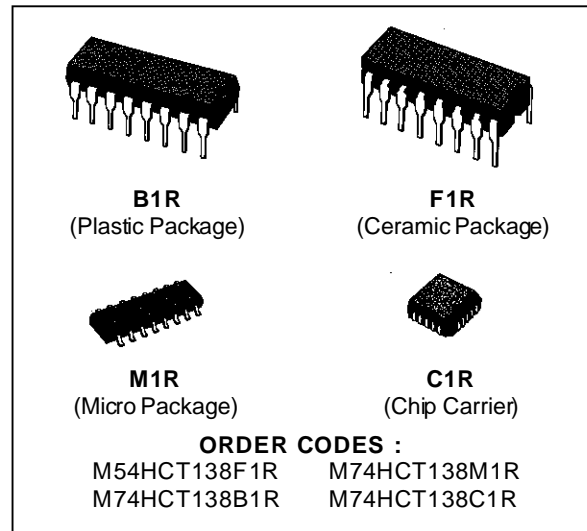 B1R
(Plastic Package)
F1R
(Ceramic Package)
M1R
(Micro Package)
C1R
(Chip Carrier)
ORDER CODES :
M54HCT138F1R M74HCT138M1R
M74HCT138B1R M74HCT138C1R